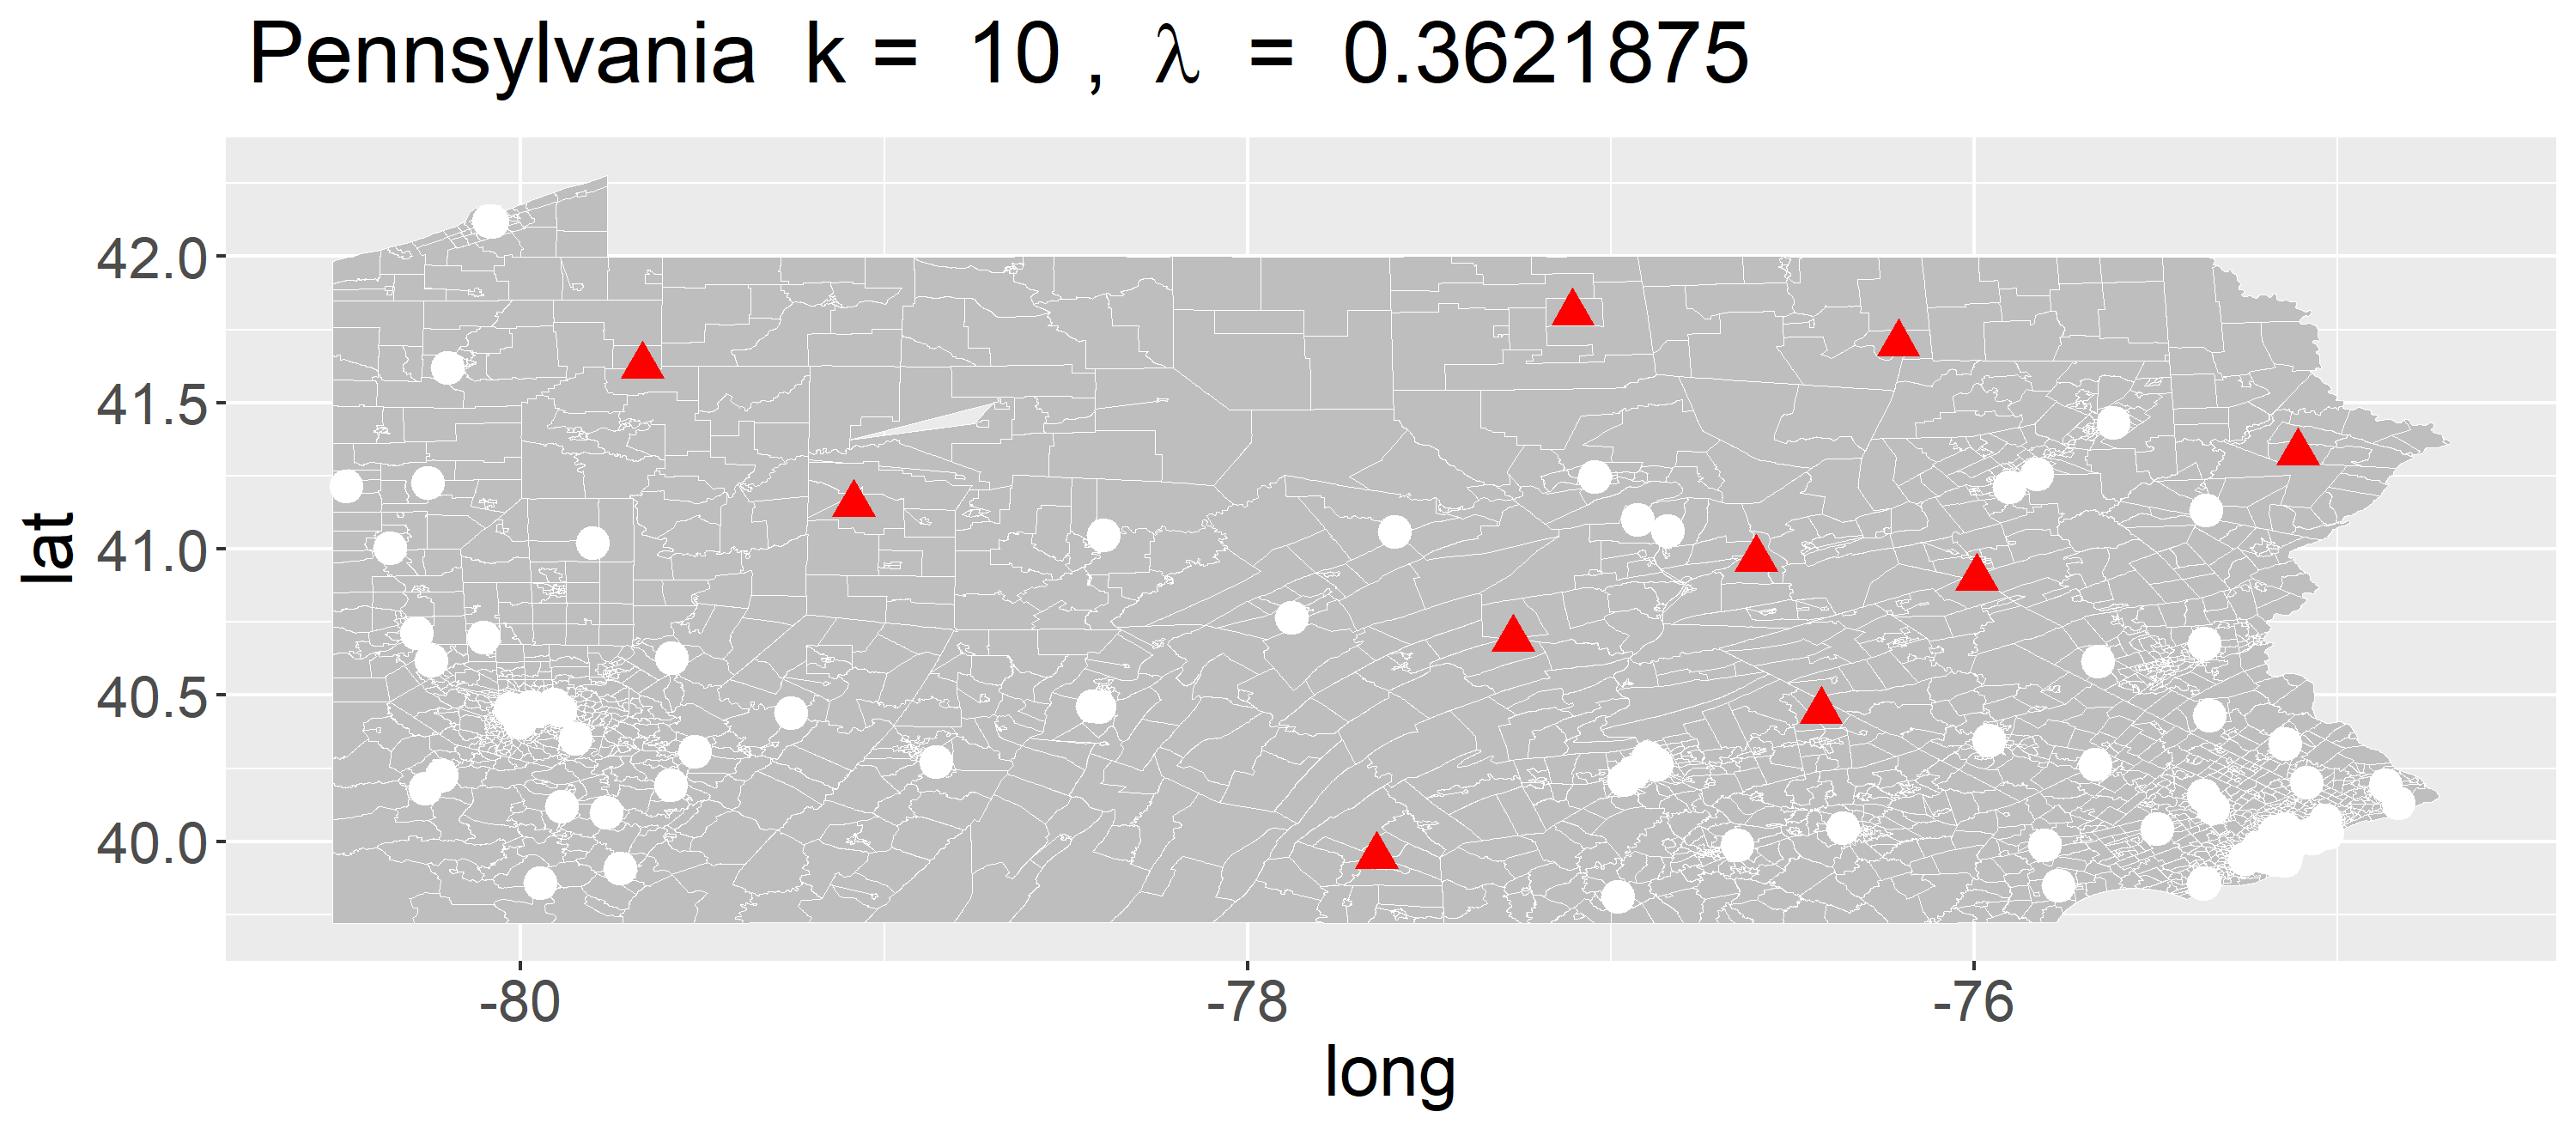 Pennsylvania k = 10 , λ = 0.3621875
42.0
41.5
41.0
40.5
40.0
lat
-80 -78 -76
long